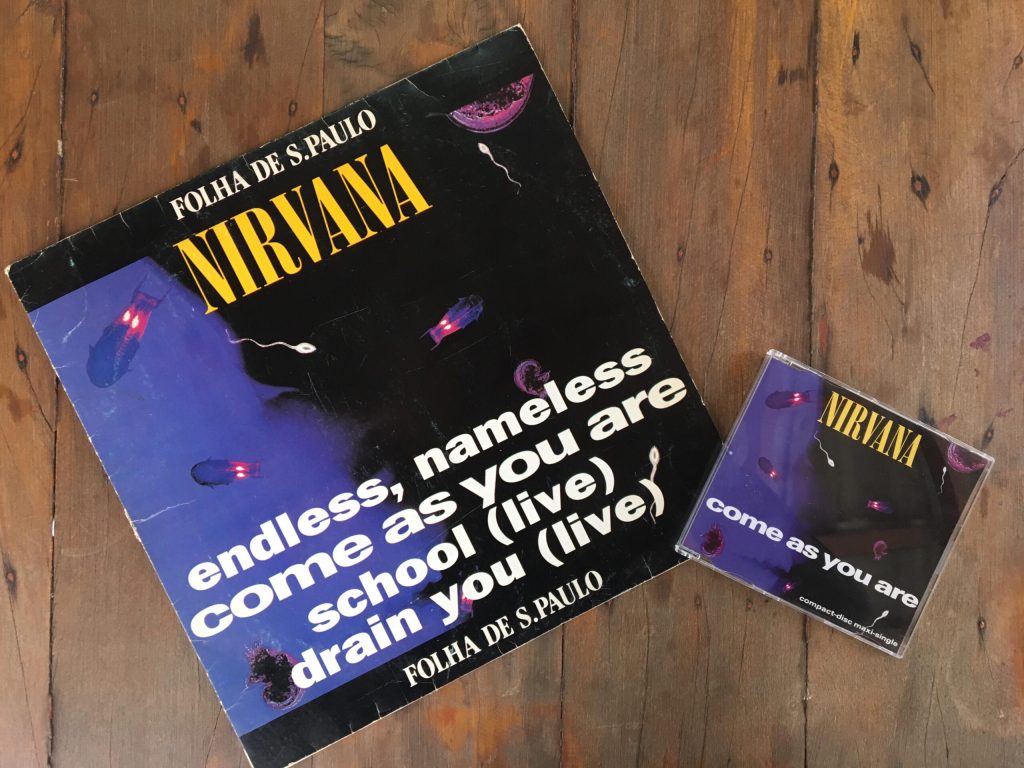 FOLHA DE S.PAULO
NIRVANA
endless, nameless
come as you are
school (live)
drain you (live)
FOLHA DE S.PAULO
NIRVANA
come as you are
compact-disc maxi-single